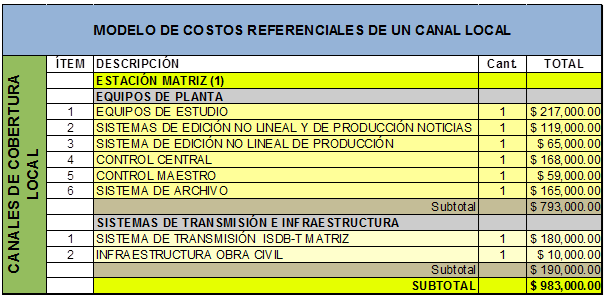 MODELO DE COSTOS REFERENCIALES DE UN CANAL LOCAL
CANALES DE COBERTURA LOCAL
ÍTEM DESCRIPCIÓN Cant. TOTAL
ESTACIÓN MATRIZ (1)
EQUIPOS DE PLANTA
1 EQUIPOS DE ESTUDIO 1 $ 217,000.00
2 SISTEMAS DE EDICIÓN NO LINEAL Y DE PRODUCCIÓN NOTICIAS 1 $ 119,000.00
3 SISTEMA DE EDICIÓN NO LINEAL DE PRODUCCIÓN 1 $ 65,000.00
4 CONTROL CENTRAL 1 $ 168,000.00
5 CONTROL MAESTRO 1 $ 59,000.00
6 SISTEMA DE ARCHIVO 1 $ 165,000.00
Subtotal $ 793,000.00
SISTEMAS DE TRANSMISIÓN E INFRAESTRUCTURA
1 SISTEMA DE TRANSMISIÓN ISDB-T MATRIZ 1 $ 180,000.00
2 INFRAESTRUCTURA OBRA CIVIL 1 $ 10,000.00
Subtotal $ 190,000.00
SUBTOTAL $ 983,000.00